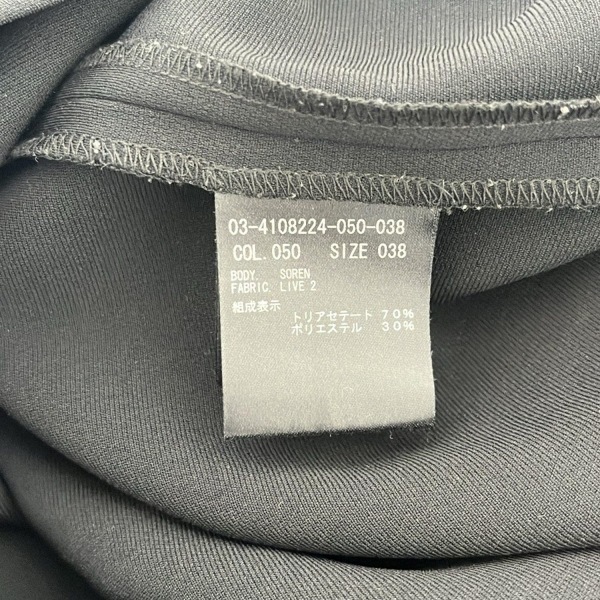 03-4108224-050-038
COL.050 SIZE 038
BODY. SOREN
FABRIC. LIVE 2
組成表示
トリアセテート 70%
ポリエステル 30%